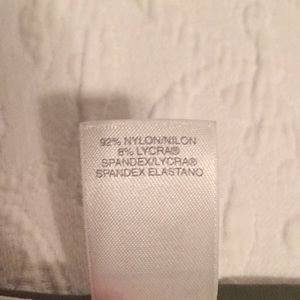 92% NYLON/NILON
8% LYCRA®
SPANDEX/LYCRA®
SPANDEX ELASTANO